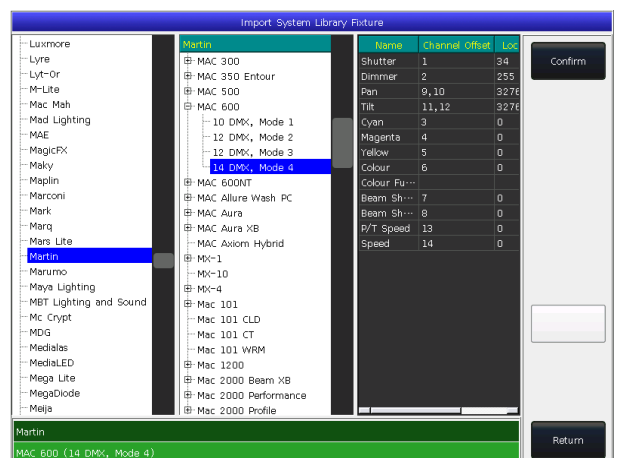 Import System Library Fixture
Luxmore
Lyre
Lyt-Or
M-Lite
Mac Mah
Mad Lighting
MAE
MagicFX
Maky
Maplin
Marconi
Mark
Marq
Mars Lite
Martin
Marumo
Maya Lighting
MBT Lighting and Sound
Mc Crypt
MDG
Medialas
MediaLED
Mega Lite
MegaDiode
Meija
Martin
MAC 300
MAC 350 Entour
MAC 500
MAC 600
10 DMX, Mode 1
12 DMX, Mode 2
12 DMX, Mode 3
14 DMX, Mode 4
MAC 600NT
MAC Allure Wash PC
MAC Aura
MAC Aura XB
MAC Axiom Hybrid
MX-1
MX-10
MX-4
Mac 101
Mac 101 CLD
Mac 101 CT
Mac 101 WRM
Mac 1200
Mac 2000 Beam XB
Mac 2000 Performance
Mac 2000 Profile
Name Channel Offset Loc
Shutter 1 34
Dimmer 2 255
Pan 9,10 3276
Tilt 11,12 3276
Cyan 3 0
Magenta 4 0
Yellow 5 0
Colour 6 0
Colour Fu···
Beam Sh··· 7 0
Beam Sh··· 8 0
P/T Speed 13 0
Speed 14 0
Confirm
Return
Martin
MAC 600 (14 DMX, Mode 4)